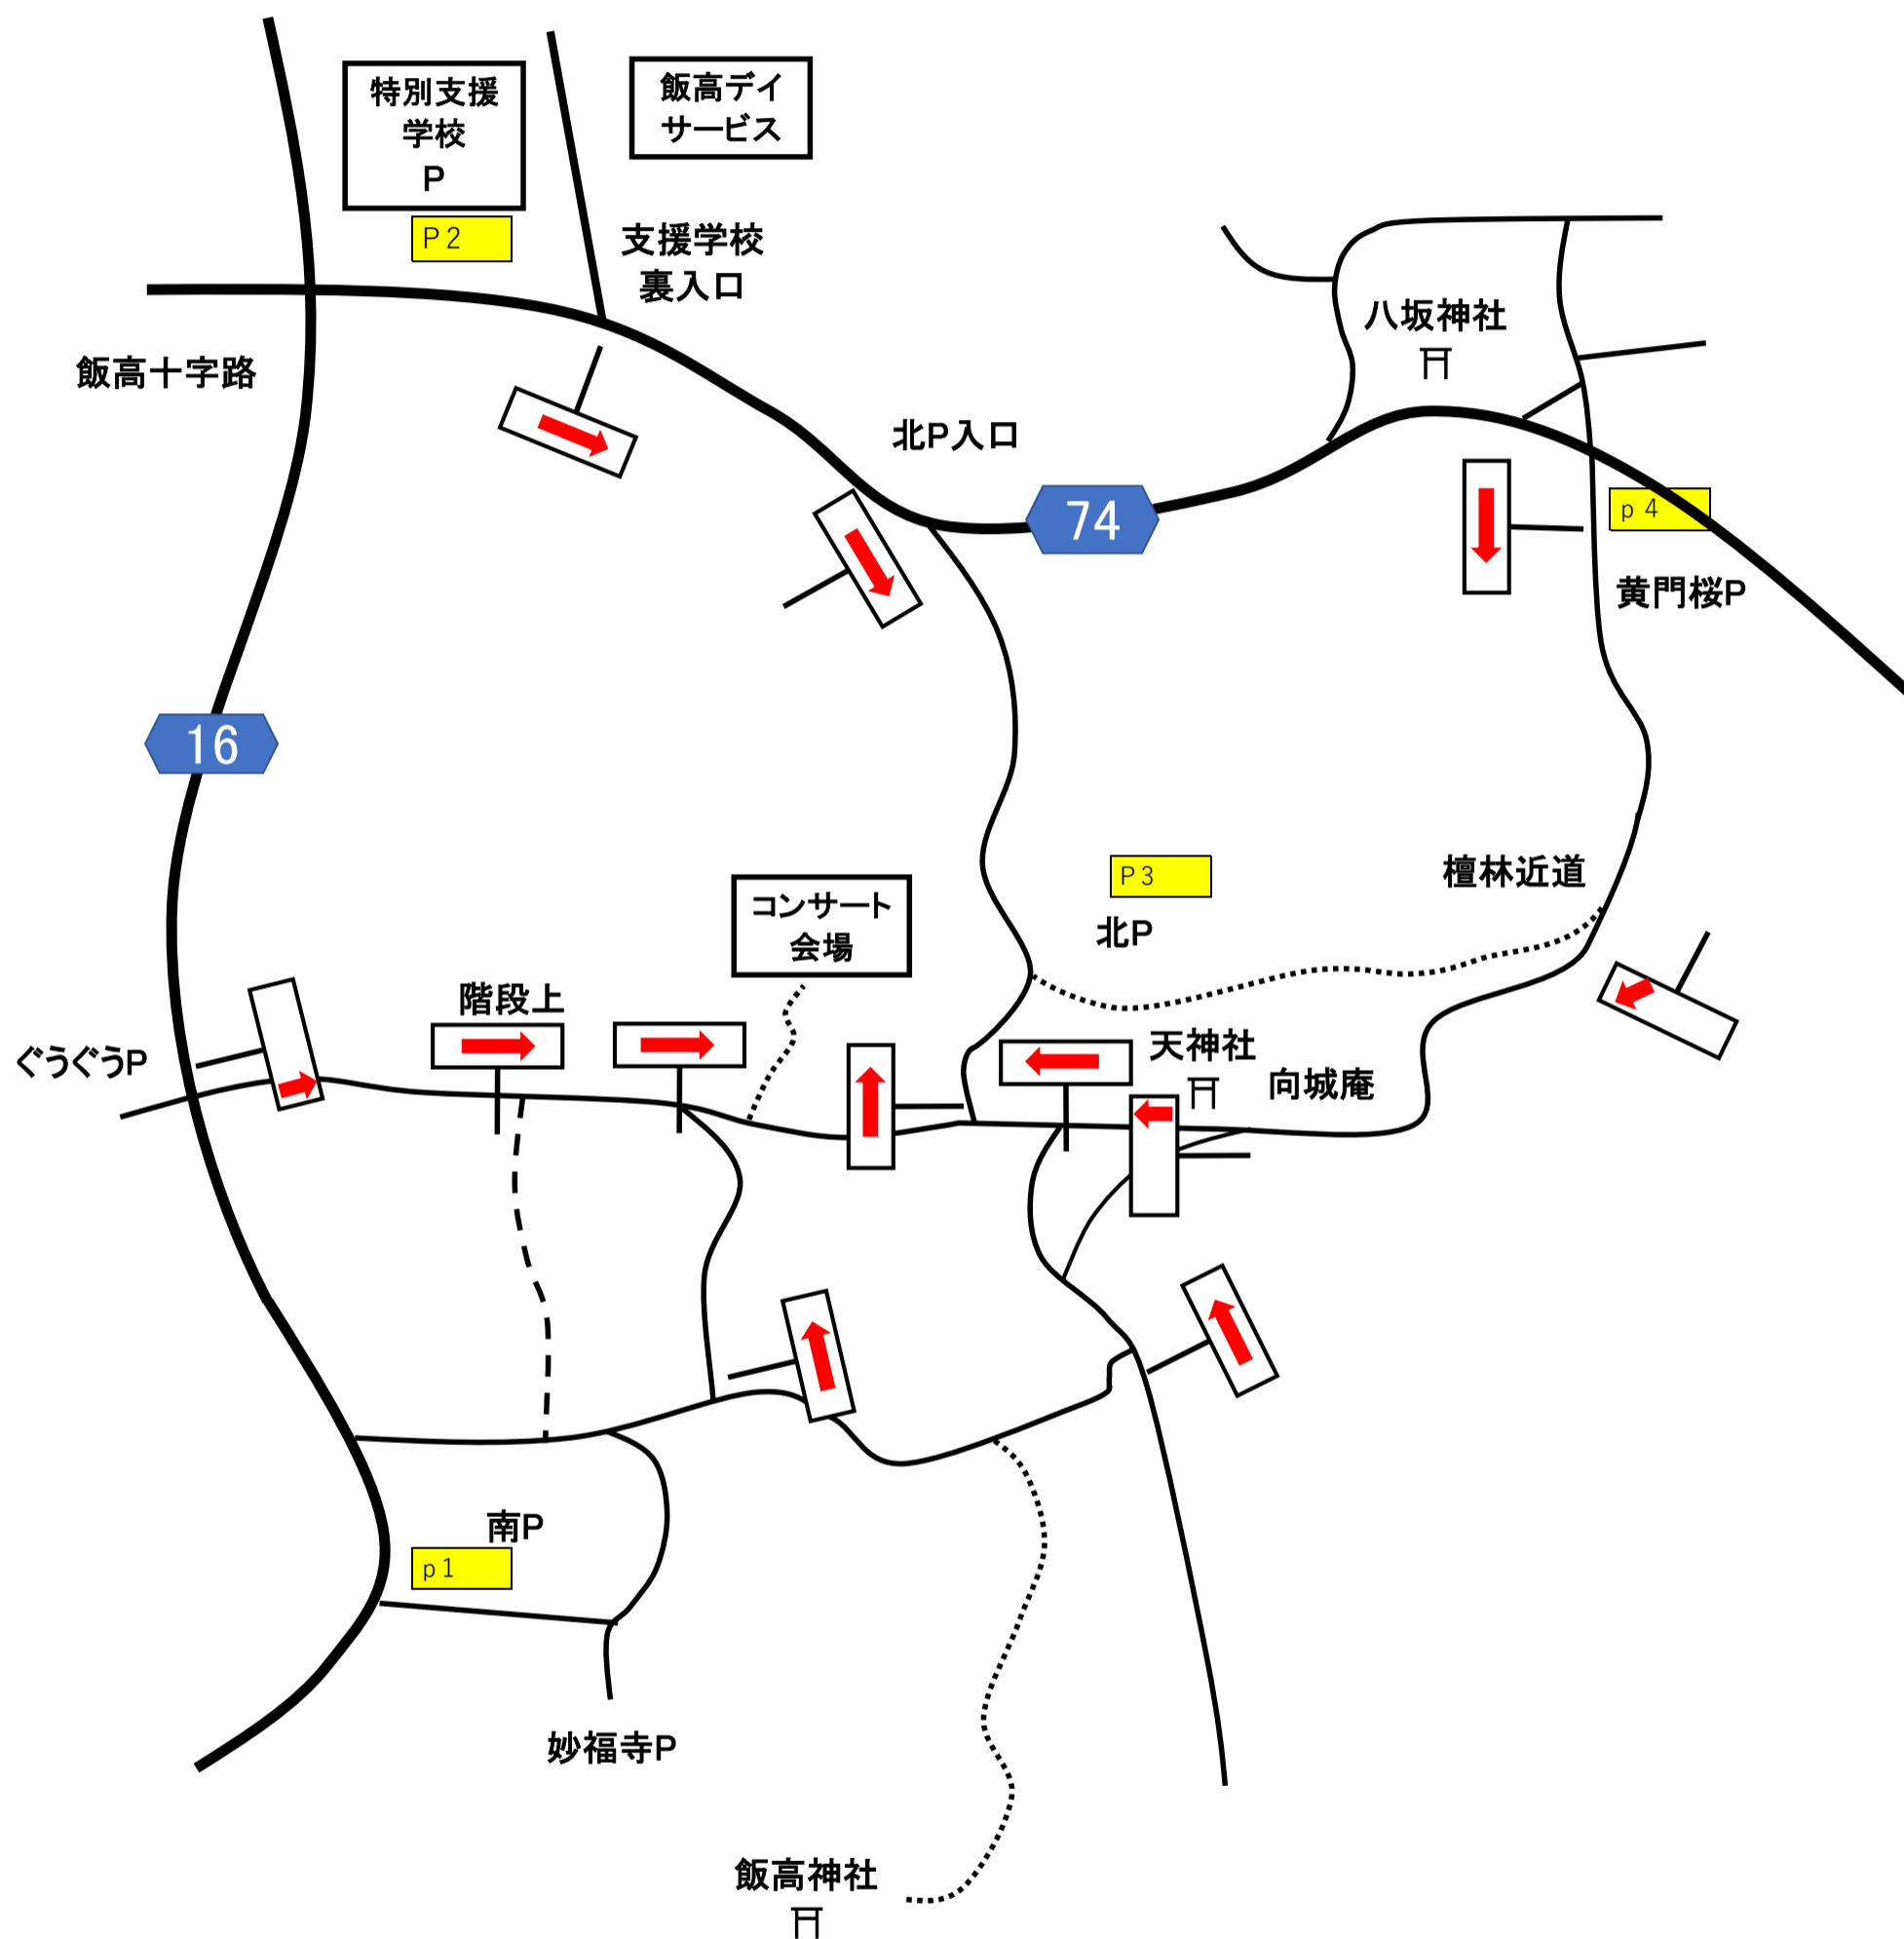 特別支援
学校
P
P２
飯高デイ
サービス
支援学校
裏入口
飯高十字路
八坂神社
北P入口
74
p 4
黄門桜P
16
コンサート
会場
P3
北P
檀林近道
階段上
ぐうぐうP
天神社
向城庵
南P
p１
妙福寺P
飯高神社